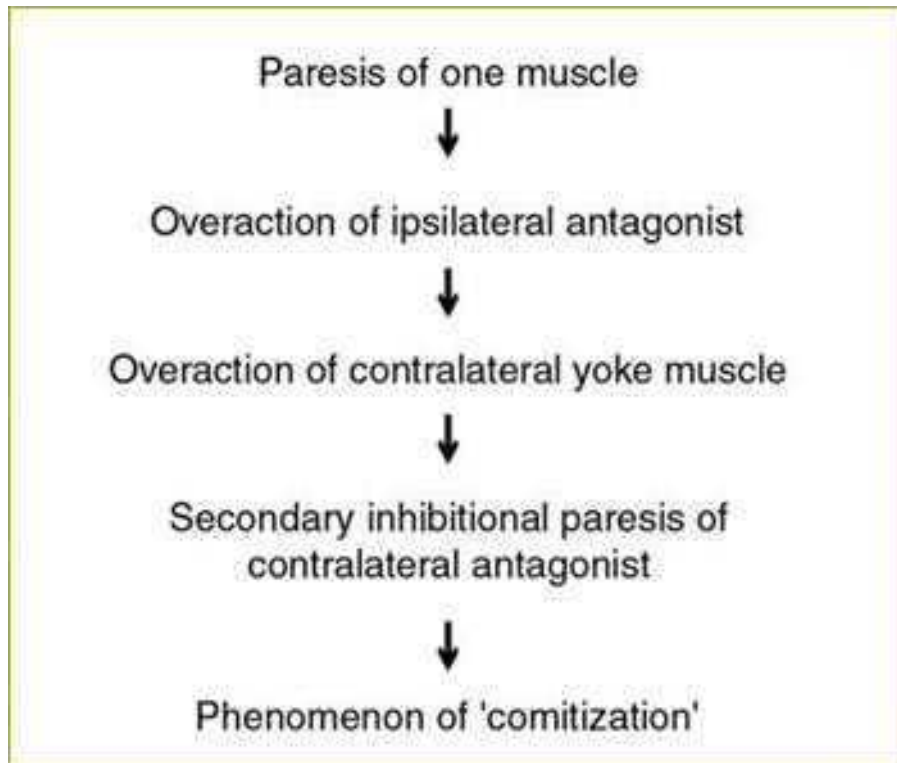 Paresis of one muscle
Overaction of ipsilateral antagonist
Overaction of contralateral yoke muscle
Secondary inhibitional paresis of
contralateral antagonist
Phenomenon of 'comitization'